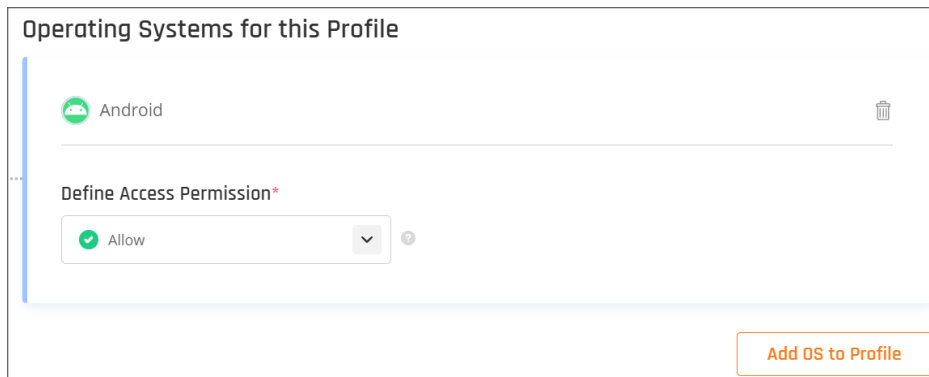 Operating Systems for this Profile
Android
Define Access Permission*
Allow
?
Add OS to Profile